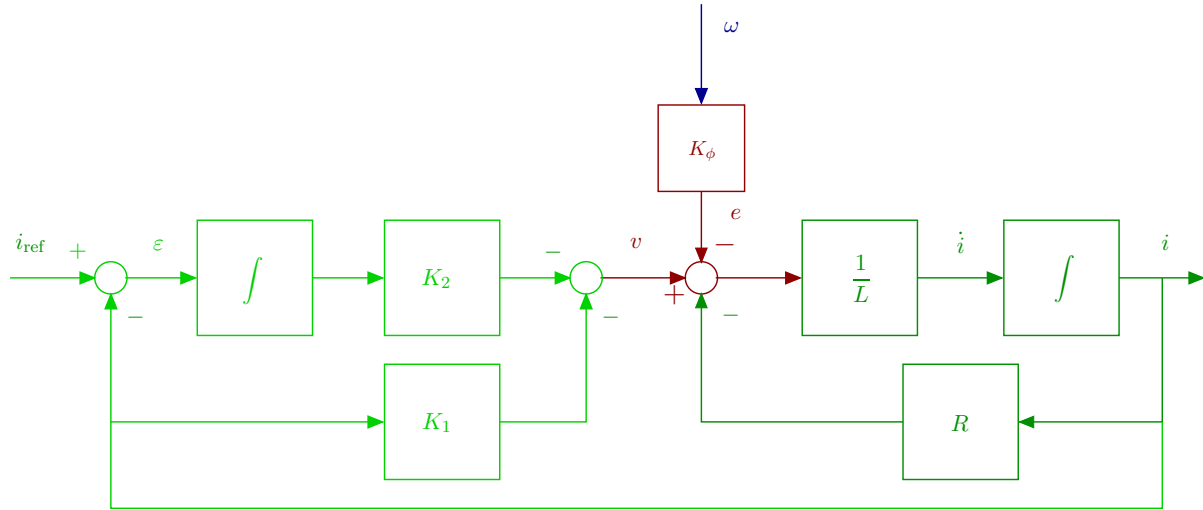 ω
K_ϕ
e
i_ref
+
ε
∫
K_2
−
v
−
+
1/L
i̇
∫
i
−
−
−
K_1
R